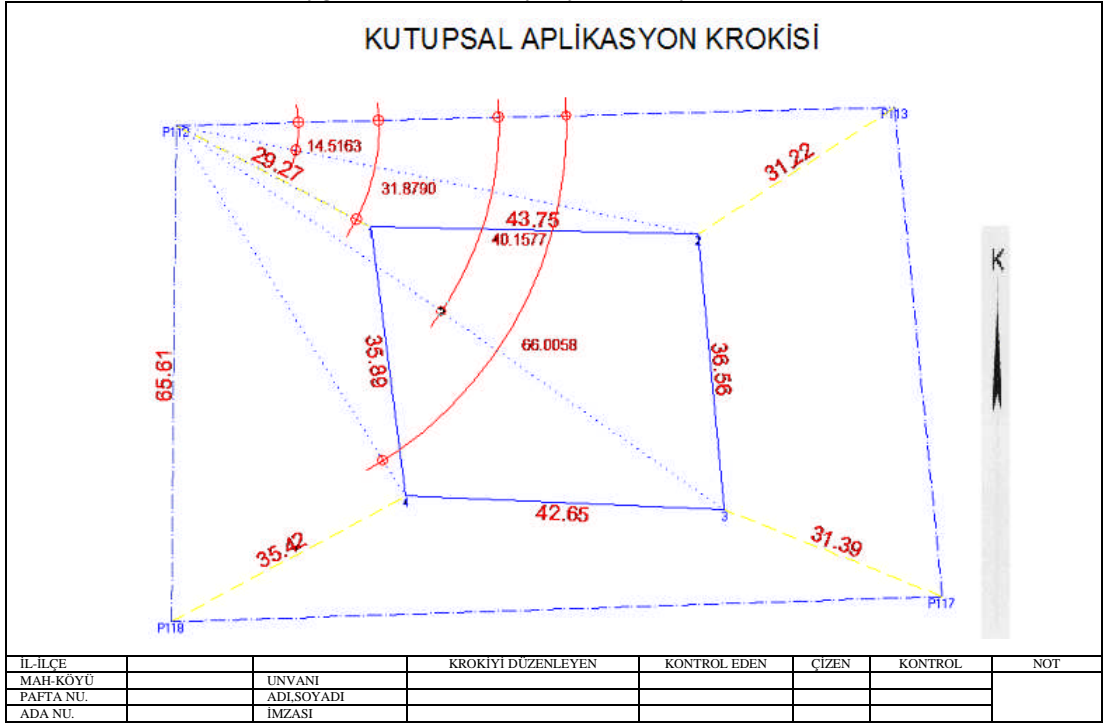 KUTUPSAL APLİKASYON KROKİSİ
P112
P113
14.5163
29.27
31.22
31.8790
43.75
2
40.1577
K
65.61
35.89
66.0058
36.56
4
42.65
3
35.42
31.39
P117
P118
İL-İLÇE KROKİYİ DÜZENLEYEN KONTROL EDEN ÇİZEN KONTROL NOT
MAH-KÖYÜ UNVANI
PAFTA NU. ADI,SOYADI
ADA NU. İMZASI